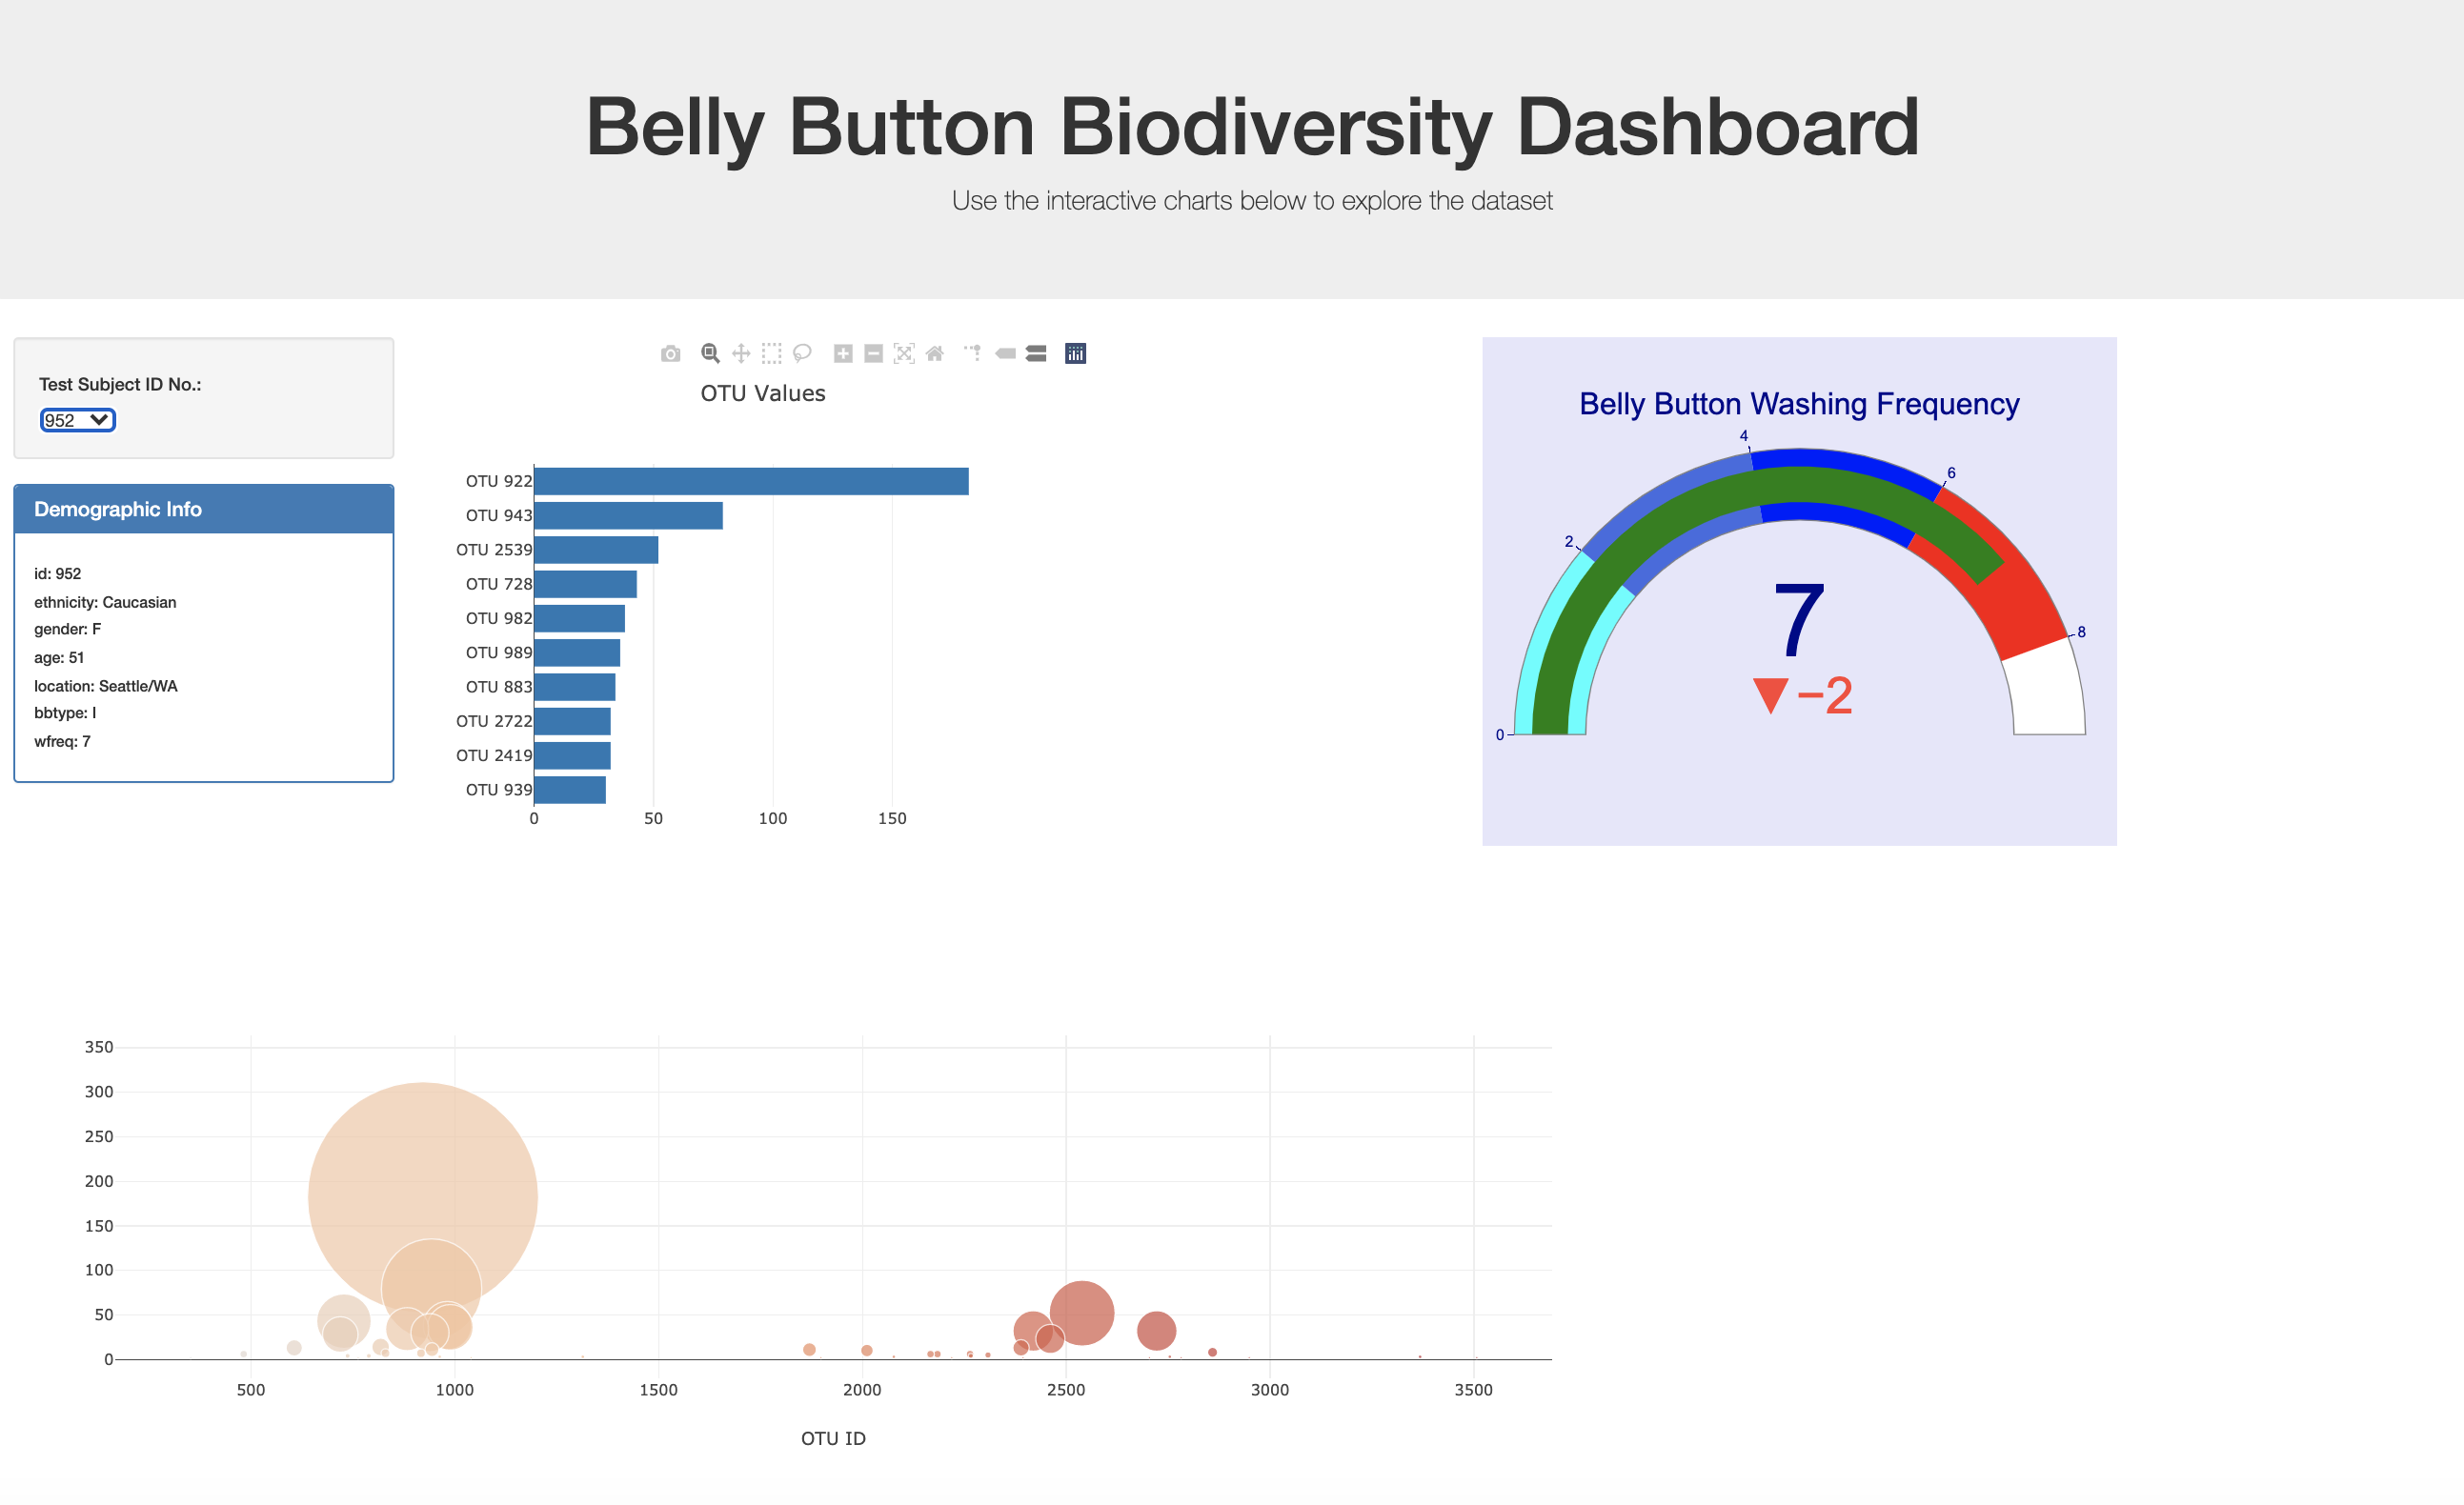 Belly Button Biodiversity Dashboard
Use the interactive charts below to explore the dataset
Test Subject ID No.:
952
Demographic Info
id: 952
ethnicity: Caucasian
gender: F
age: 51
location: Seattle/WA
bbtype: I
wfreq: 7
OTU Values
OTU 922
OTU 943
OTU 2539
OTU 728
OTU 982
OTU 989
OTU 883
OTU 2722
OTU 2419
OTU 939
0 50 100 150
Belly Button Washing Frequency
0
2
4
6
8
7
▼−2
350
300
250
200
150
100
50
0
500 1000 1500 2000 2500 3000 3500
OTU ID